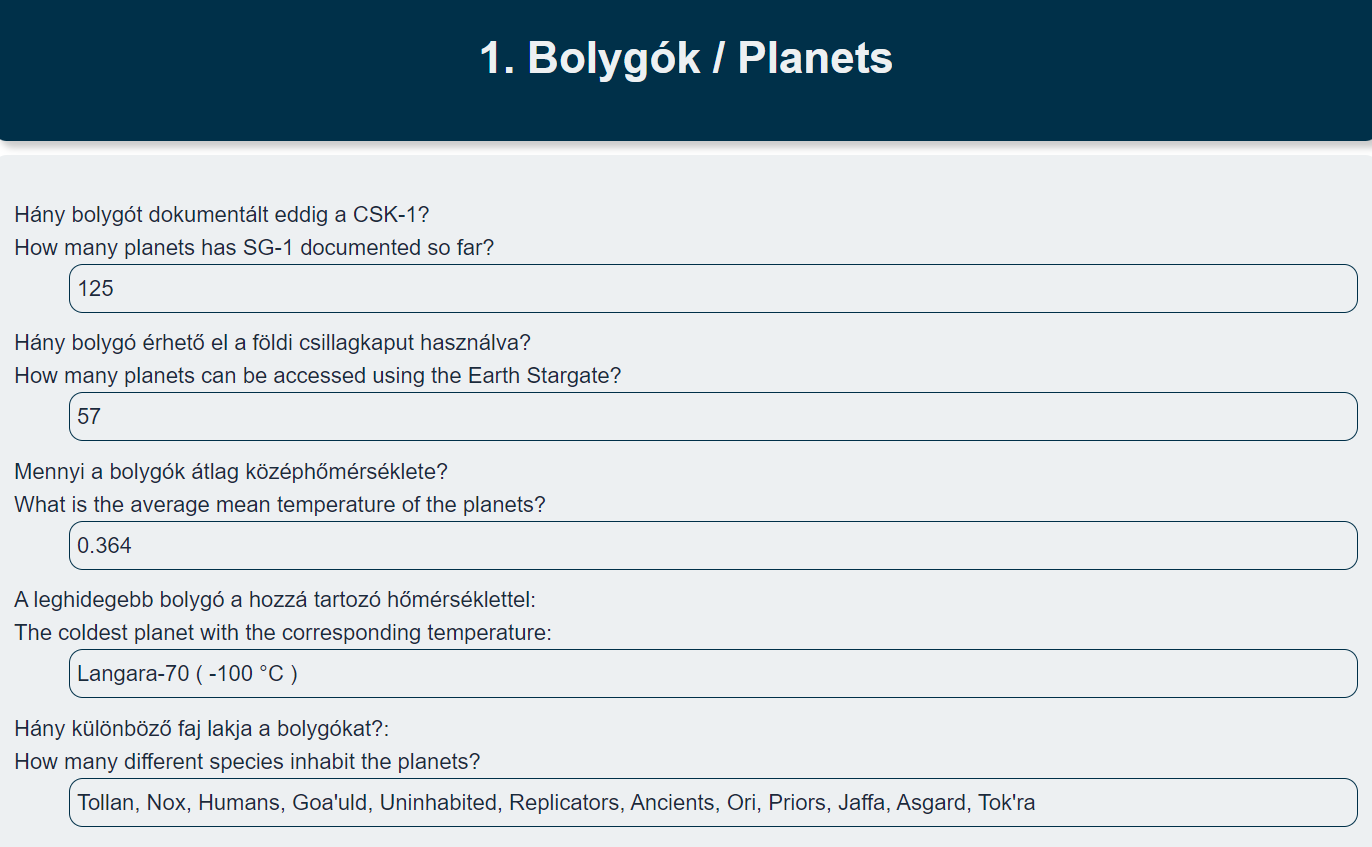 1. Bolygók / Planets
Hány bolygót dokumentált eddig a CSK-1?
How many planets has SG-1 documented so far?
125
Hány bolygó érhető el a földi csillagkaput használva?
How many planets can be accessed using the Earth Stargate?
57
Mennyi a bolygók átlag középhőmérséklete?
What is the average mean temperature of the planets?
0.364
A leghidegebb bolygó a hozzá tartozó hőmérséklettel:
The coldest planet with the corresponding temperature:
Langara-70 ( -100 °C )
Hány különböző faj lakja a bolygókat?:
How many different species inhabit the planets?
Tollan, Nox, Humans, Goa'uld, Uninhabited, Replicators, Ancients, Ori, Priors, Jaffa, Asgard, Tok'ra